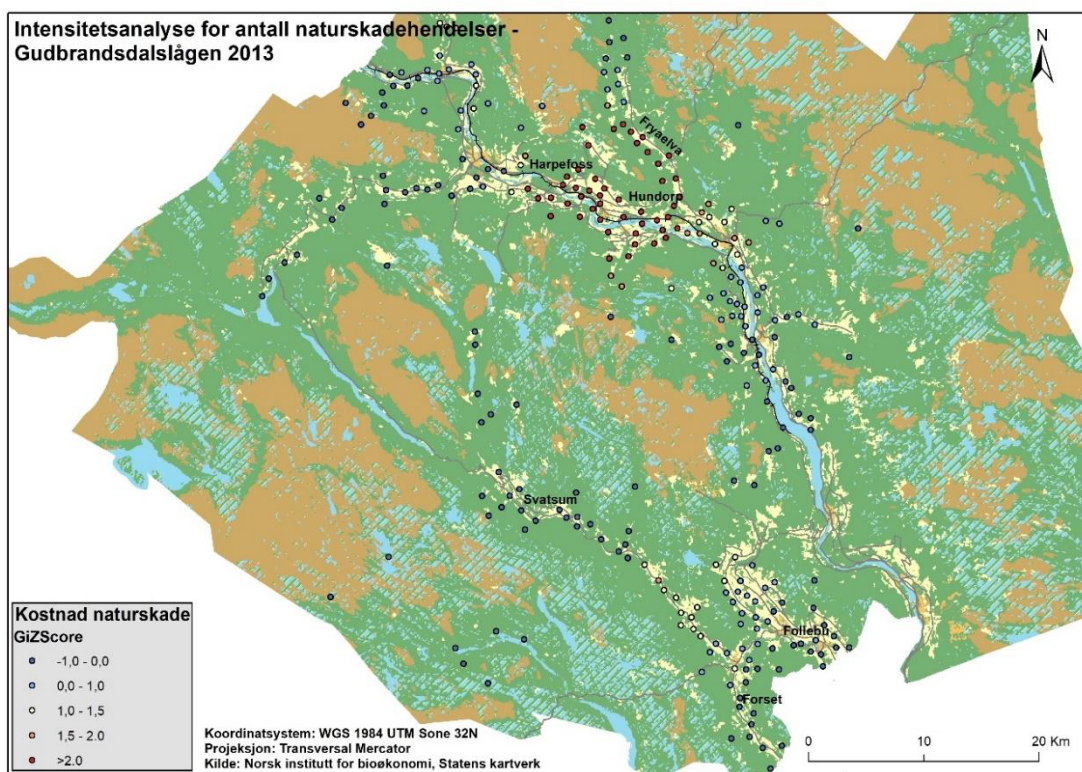 Intensitetsanalyse for antall naturskadehendelser -
Gudbrandsdalslågen 2013
N
Fryaelva
Harpefoss
Hundorp
Svatsum
Follebu
Forset
Kostnad naturskade
GiZScore
-1,0 - 0,0
0,0 - 1,0
1,0 - 1,5
1,5 - 2.0
>2.0
Koordinatsystem: WGS 1984 UTM Sone 32N
Projeksjon: Transversal Mercator
Kilde: Norsk institutt for bioøkonomi, Statens kartverk
0 10 20 Km